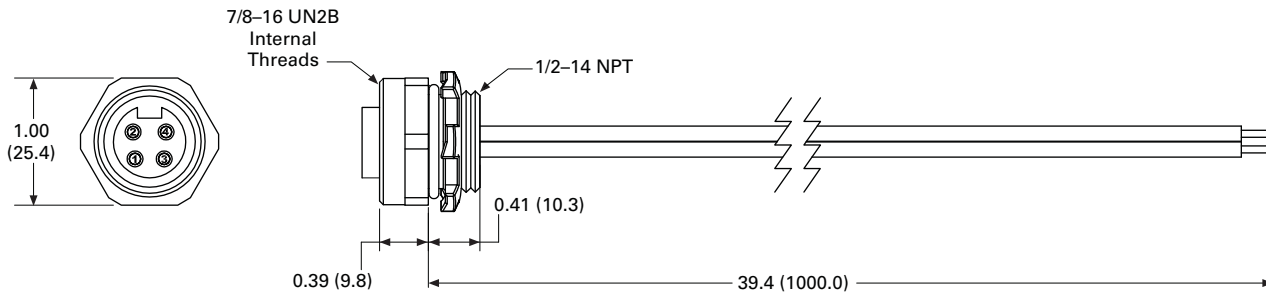 7/8–16 UN2B
Internal
Threads
1/2–14 NPT
1.00
(25.4)
2 4
1 3
0.41 (10.3)
0.39 (9.8)
39.4 (1000.0)